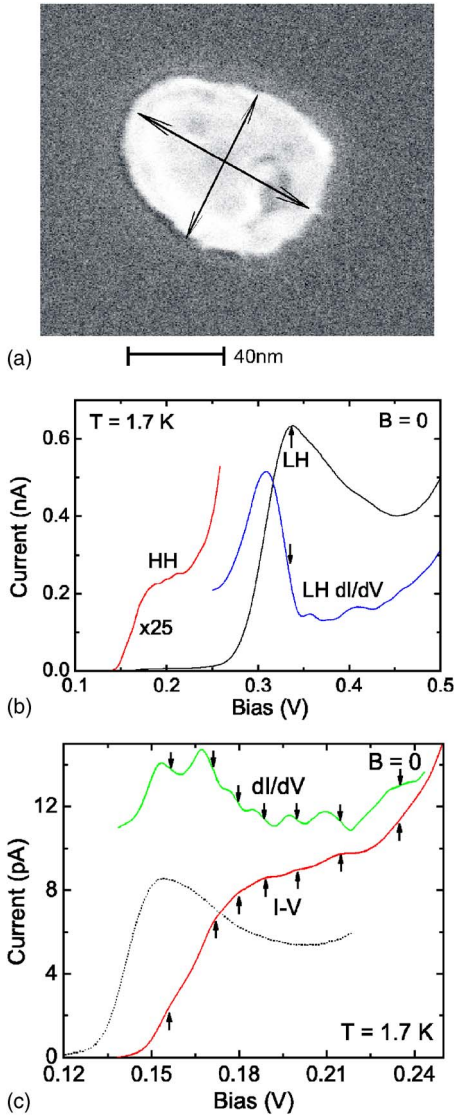 (a)
40nm
T = 1.7 K
B = 0
0.6
LH
HH
0.4
Current (nA)
0.2
LH dI/dV
x25
0.0
0.1 0.2 0.3 0.4 0.5
(b)
Bias (V)
B = 0
dI/dV
12
Current (pA)
8
I-V
4
T = 1.7 K
0
0.12 0.15 0.18 0.21 0.24
(c)
Bias (V)